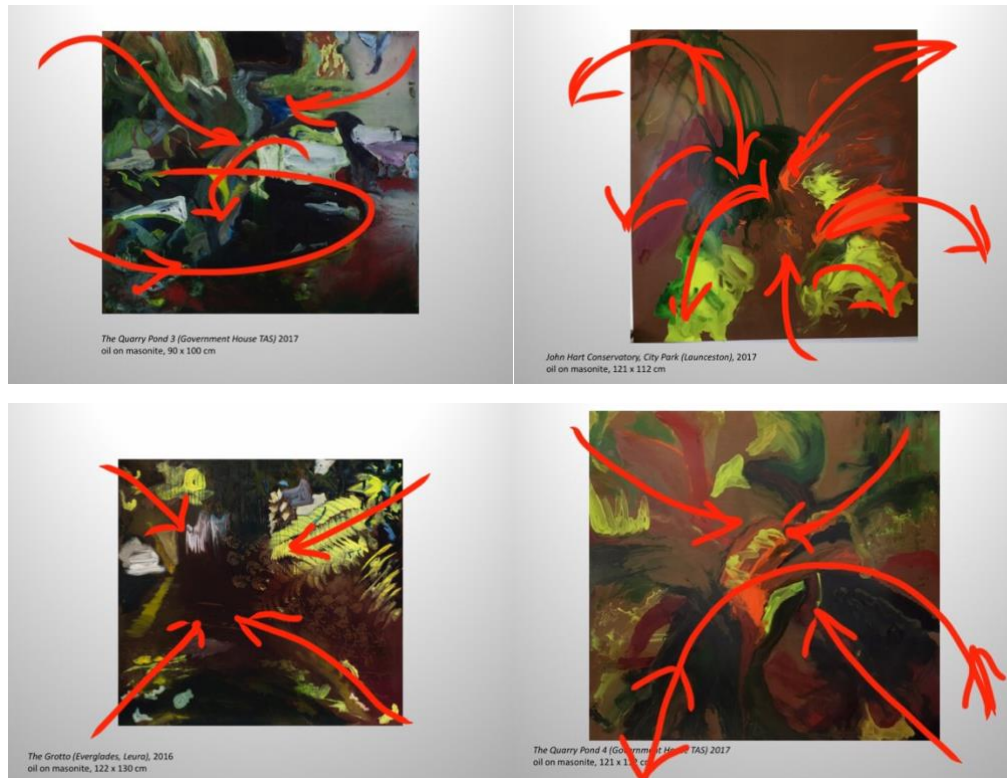 The Quarry Pond 3 (Government House TAS) 2017
oil on masonite, 90 x 100 cm
John Hart Conservatory, City Park (Launceston), 2017
oil on masonite, 121 x 112 cm
The Grotto (Everglades, Leura), 2016
oil on masonite, 122 x 130 cm
The Quarry Pond 4 (Government House TAS) 2017
oil on masonite, 121 x